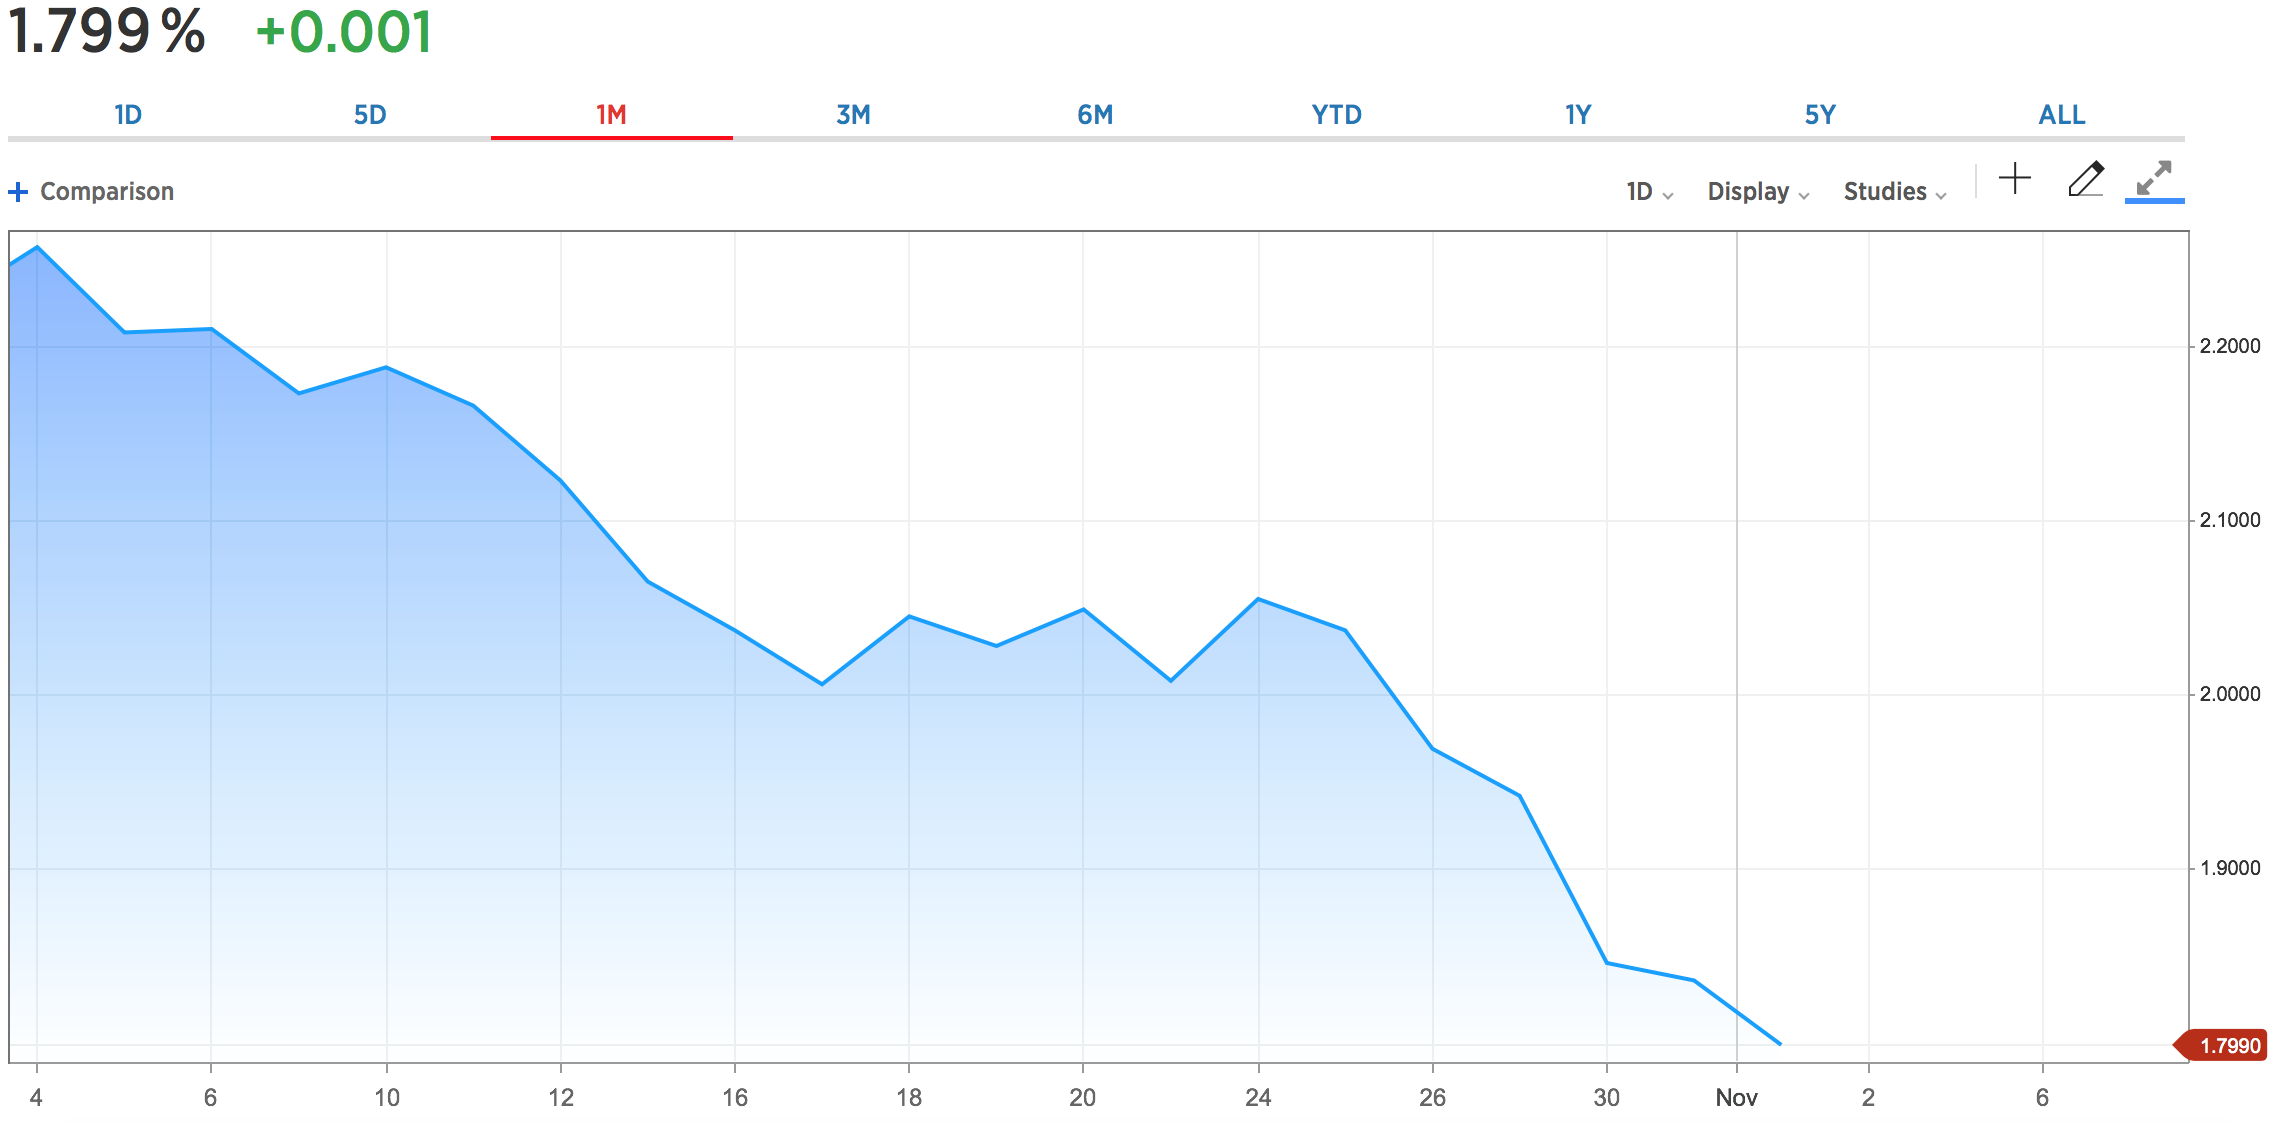 1.799 % +0.001
1D 5D 1M 3M 6M YTD 1Y 5Y ALL
+ Comparison 1D Display Studies
2.2000
2.1000
2.0000
1.9000
1.7990
4 6 10 12 16 18 20 24 26 30 Nov 2 6